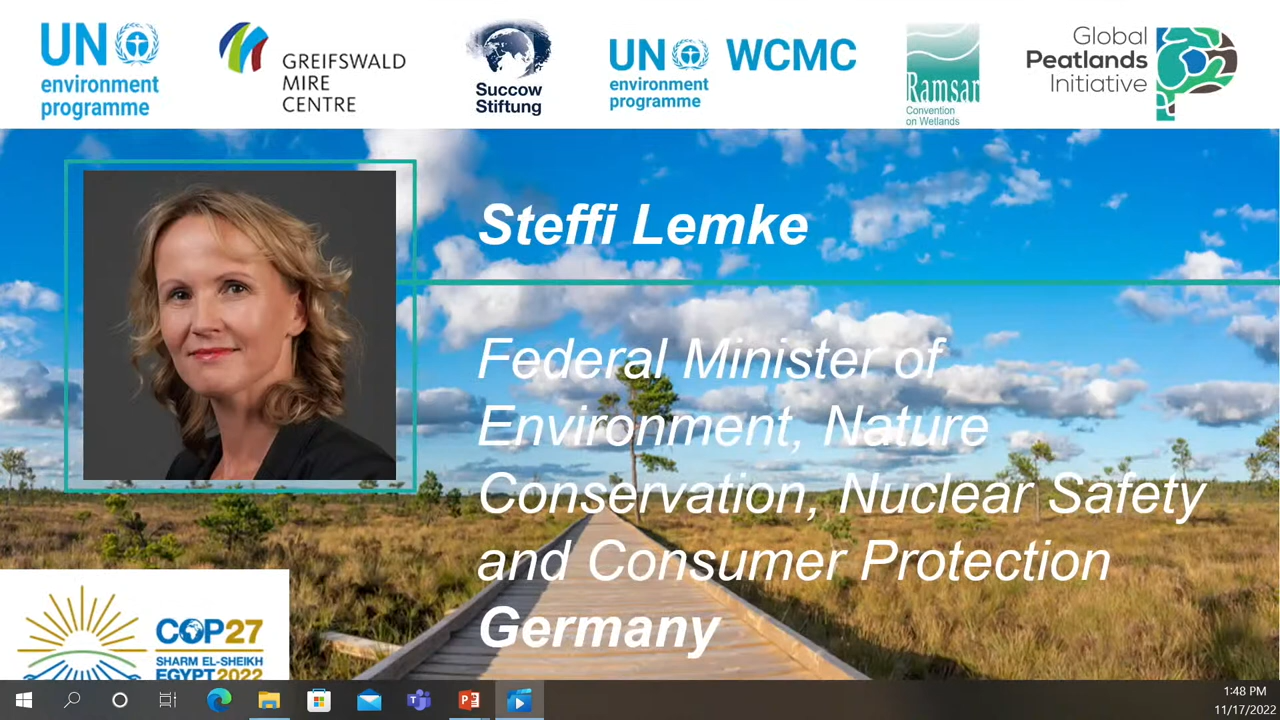 UN
environment
programme
GREIFSWALD
MIRE
CENTRE
Succow
Stiftung
UN WCMC
environment
programme
Ramsar
Convention
on Wetlands
Global
Peatlands
Initiative
Steffi Lemke
Federal Minister of
Environment, Nature
Conservation, Nuclear Safety
and Consumer Protection
Germany
COP27
SHARM EL-SHEIKH
EGYPT 2022
1:48 PM
11/17/2022